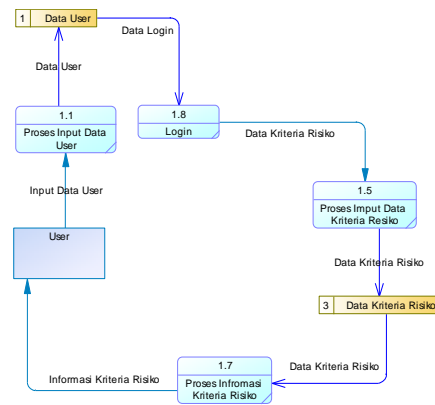 1 Data User
Data Login
Data User
1.1
Proses Input Data
User
1.8
Login
Data Kriteria Risiko
1.5
Proses Imput Data
Kriteria Resiko
Input Data User
User
Data Kriteria Risiko
3 Data Kriteria Risiko
1.7
Proses Infromasi
Kriteria Risiko
Informasi Kriteria Risiko
Data Kriteria Risiko